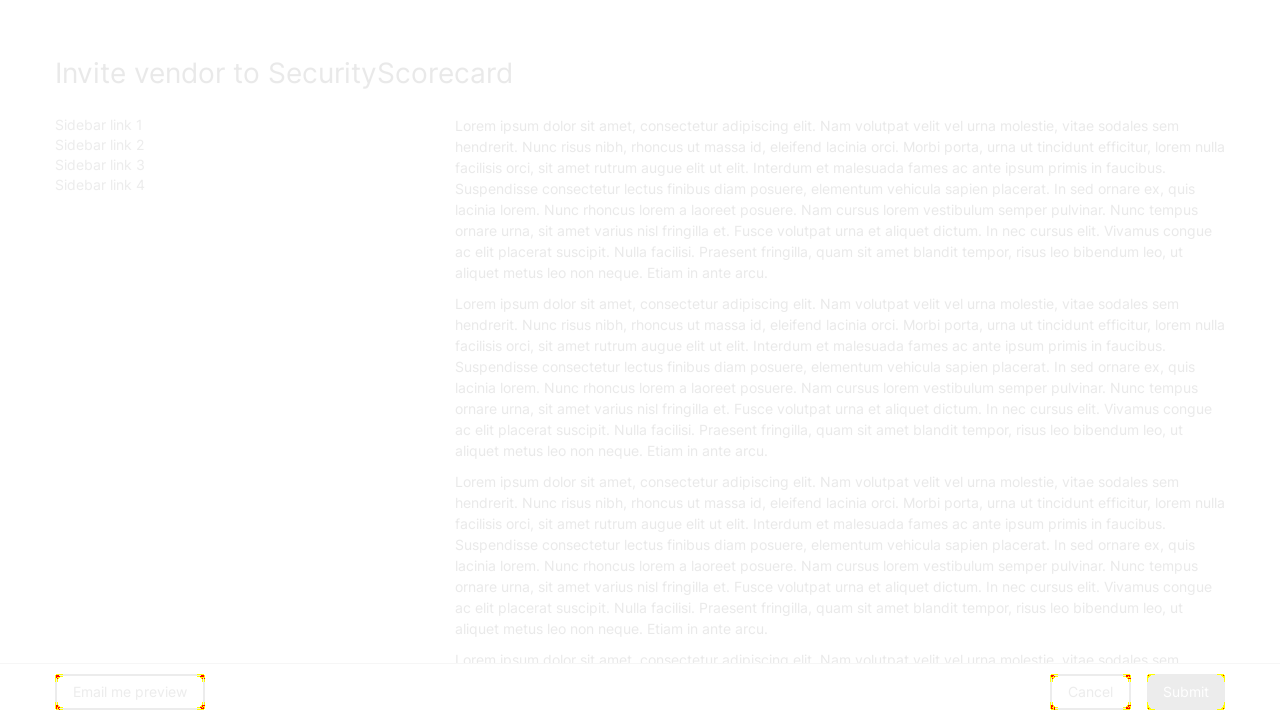 Invite vendor to SecurityScorecard
Sidebar link 1
Sidebar link 2
Sidebar link 3
Sidebar link 4
Lorem ipsum dolor sit amet, consectetur adipiscing elit. Nam volutpat velit vel urna molestie, vitae sodales sem
hendrerit. Nunc risus nibh, rhoncus ut massa id, eleifend lacinia orci. Morbi porta, urna ut tincidunt efficitur, lorem nulla
facilisis orci, sit amet rutrum augue elit ut elit. Interdum et malesuada fames ac ante ipsum primis in faucibus.
Suspendisse consectetur lectus finibus diam posuere, elementum vehicula sapien placerat. In sed ornare ex, quis
lacinia lorem. Nunc rhoncus lorem a laoreet posuere. Nam cursus lorem vestibulum semper pulvinar. Nunc tempus
ornare urna, sit amet varius nisl fringilla et. Fusce volutpat urna et aliquet dictum. In nec cursus elit. Vivamus congue
ac elit placerat suscipit. Nulla facilisi. Praesent fringilla, quam sit amet blandit tempor, risus leo bibendum leo, ut
aliquet metus leo non neque. Etiam in ante arcu.
Lorem ipsum dolor sit amet, consectetur adipiscing elit. Nam volutpat velit vel urna molestie, vitae sodales sem
hendrerit. Nunc risus nibh, rhoncus ut massa id, eleifend lacinia orci. Morbi porta, urna ut tincidunt efficitur, lorem nulla
facilisis orci, sit amet rutrum augue elit ut elit. Interdum et malesuada fames ac ante ipsum primis in faucibus.
Suspendisse consectetur lectus finibus diam posuere, elementum vehicula sapien placerat. In sed ornare ex, quis
lacinia lorem. Nunc rhoncus lorem a laoreet posuere. Nam cursus lorem vestibulum semper pulvinar. Nunc tempus
ornare urna, sit amet varius nisl fringilla et. Fusce volutpat urna et aliquet dictum. In nec cursus elit. Vivamus congue
ac elit placerat suscipit. Nulla facilisi. Praesent fringilla, quam sit amet blandit tempor, risus leo bibendum leo, ut
aliquet metus leo non neque. Etiam in ante arcu.
Lorem ipsum dolor sit amet, consectetur adipiscing elit. Nam volutpat velit vel urna molestie, vitae sodales sem
hendrerit. Nunc risus nibh, rhoncus ut massa id, eleifend lacinia orci. Morbi porta, urna ut tincidunt efficitur, lorem nulla
facilisis orci, sit amet rutrum augue elit ut elit. Interdum et malesuada fames ac ante ipsum primis in faucibus.
Suspendisse consectetur lectus finibus diam posuere, elementum vehicula sapien placerat. In sed ornare ex, quis
lacinia lorem. Nunc rhoncus lorem a laoreet posuere. Nam cursus lorem vestibulum semper pulvinar. Nunc tempus
ornare urna, sit amet varius nisl fringilla et. Fusce volutpat urna et aliquet dictum. In nec cursus elit. Vivamus congue
ac elit placerat suscipit. Nulla facilisi. Praesent fringilla, quam sit amet blandit tempor, risus leo bibendum leo, ut
aliquet metus leo non neque. Etiam in ante arcu.
Lorem ipsum dolor sit amet, consectetur adipiscing elit. Nam volutpat velit vel urna molestie, vitae sodales sem
Email me preview
Cancel
Submit